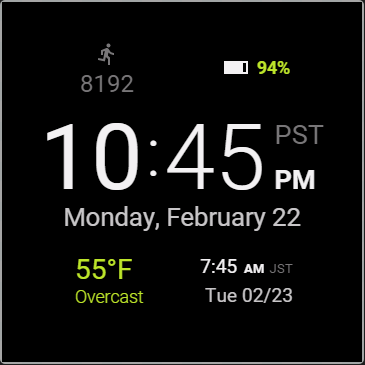 8192
94%
10:45 PST
PM
Monday, February 22
55°F
Overcast
7:45 AM JST
Tue 02/23